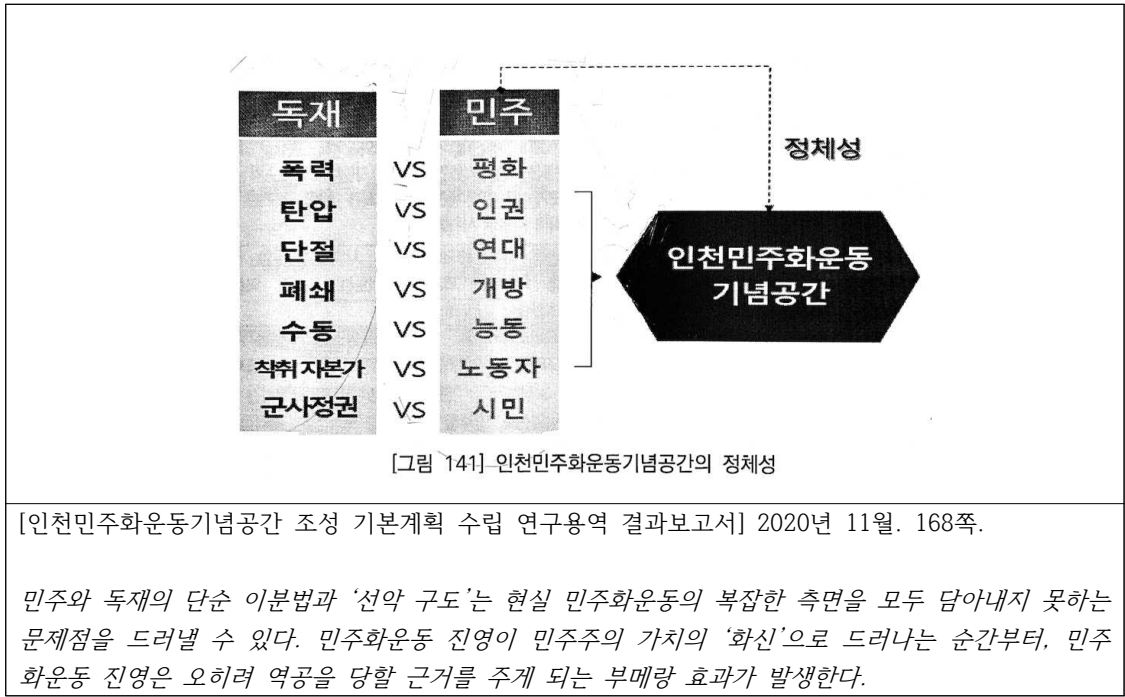 독재 민주
정체성
폭력 VS 평화
탄압 VS 인권
단절 VS 연대
인천민주화운동
기념공간
폐쇄 VS 개방
수동 VS 능동
착취 자본가 VS 노동자
군사정권 VS 시민
[그림 141] 인천민주화운동기념공간의 정체성
[인천민주화운동기념공간 조성 기본계획 수립 연구용역 결과보고서] 2020년 11월. 168쪽.
민주와 독재의 단순 이분법과 ‘선악 구도’는 현실 민주화운동의 복잡한 측면을 모두 담아내지 못하는
문제점을 드러낼 수 있다. 민주화운동 진영이 민주주의 가치의 ‘화신’으로 드러나는 순간부터, 민주
화운동 진영은 오히려 역공을 당할 근거를 주게 되는 부메랑 효과가 발생한다.